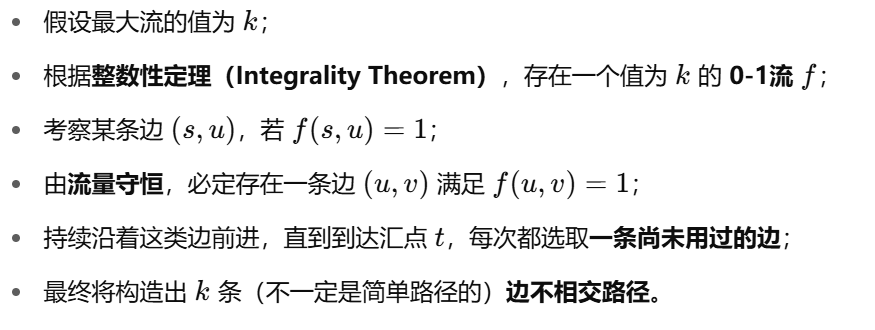 • 假设最大流的值为 k；
• 根据整数性定理（Integrality Theorem），存在一个值为 k 的 0-1流 f；
• 考察某条边 (s, u)，若 f(s, u) = 1；
• 由流量守恒，必定存在一条边 (u, v) 满足 f(u, v) = 1；
• 持续沿着这类边前进，直到到达汇点 t，每次都选取一条尚未用过的边；
• 最终将构造出 k 条（不一定是简单路径的）边不相交路径。